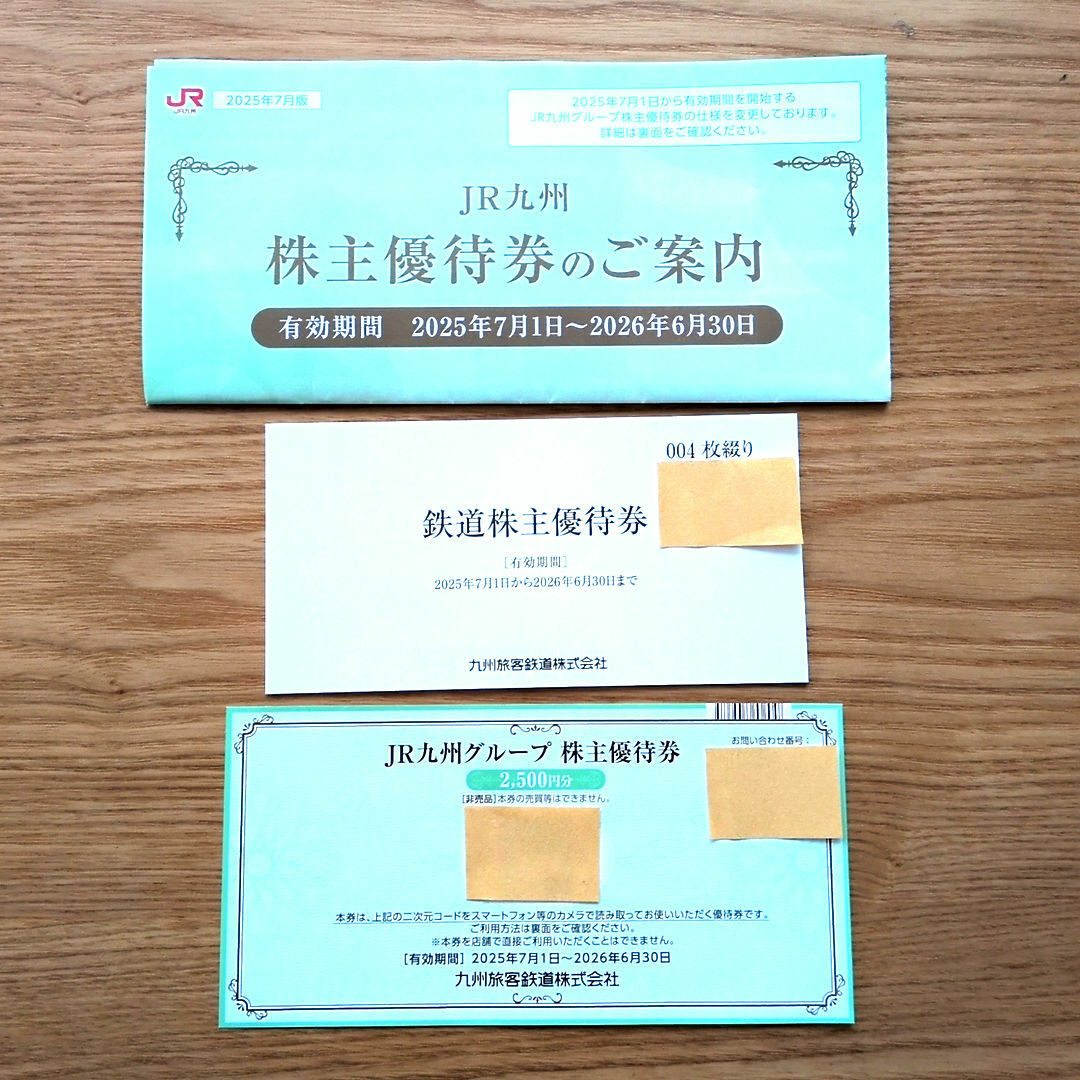 JR
JR九州
2025年7月版
2025年7月1日から有効期間を開始する
JR九州グループ株主優待券の仕様を変更しております。
詳細は裏面をご確認ください。
JR九州
株主優待券のご案内
有効期間 2025年7月1日～2026年6月30日
004 枚綴り
鉄道株主優待券
［有効期間］
2025年7月1日から2026年6月30日まで
九州旅客鉄道株式会社
お問い合わせ番号：
JR九州グループ 株主優待券
2,500円分
[非売品]本券の売買等はできません。
本券は、上記の二次元コードをスマートフォン等のカメラで読み取ってお使いいただく優待券です。
ご利用方法は裏面をご確認ください。
※本券を店舗で直接ご利用いただくことはできません。
［有効期間］2025年7月1日～2026年6月30日
九州旅客鉄道株式会社